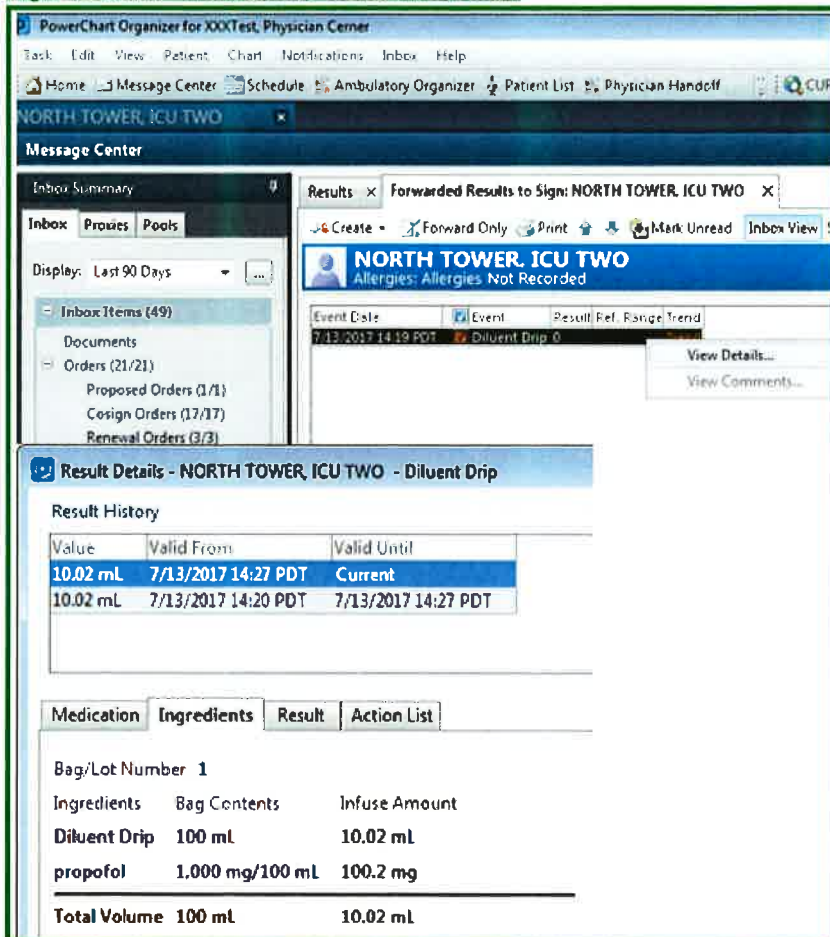 PowerChart Organizer for XXXTest, Physician Cerner
Task Edit View Patient Chart Notifications Inbox Help
Home Message Center Schedule Ambulatory Organizer Patient List Physician Handoff CUR
NORTH TOWER, ICU TWO ×
Message Center
Inbox Summary
Results × Forwarded Results to Sign: NORTH TOWER, ICU TWO ×
Inbox Proxies Pools
Create Forward Only Print Mark Unread Inbox View
Display: Last 90 Days ...
NORTH TOWER, ICU TWO
Allergies: Allergies Not Recorded
Inbox Items (49)
Event Date Event Result Ref. Range Trend
7/13/2017 14:19 PDT Diluent Drip 0
Documents
View Details...
Orders (21/21)
View Comments...
Proposed Orders (1/1)
Cosign Orders (17/17)
Renewal Orders (3/3)
Result Details - NORTH TOWER, ICU TWO - Diluent Drip
Result History
Value Valid From Valid Until
10.02 mL 7/13/2017 14:27 PDT Current
10.02 mL 7/13/2017 14:20 PDT 7/13/2017 14:27 PDT
Medication Ingredients Result Action List
Bag/Lot Number 1
Ingredients Bag Contents Infuse Amount
Diluent Drip 100 mL 10.02 mL
propofol 1,000 mg/100 mL 100.2 mg
Total Volume 100 mL 10.02 mL